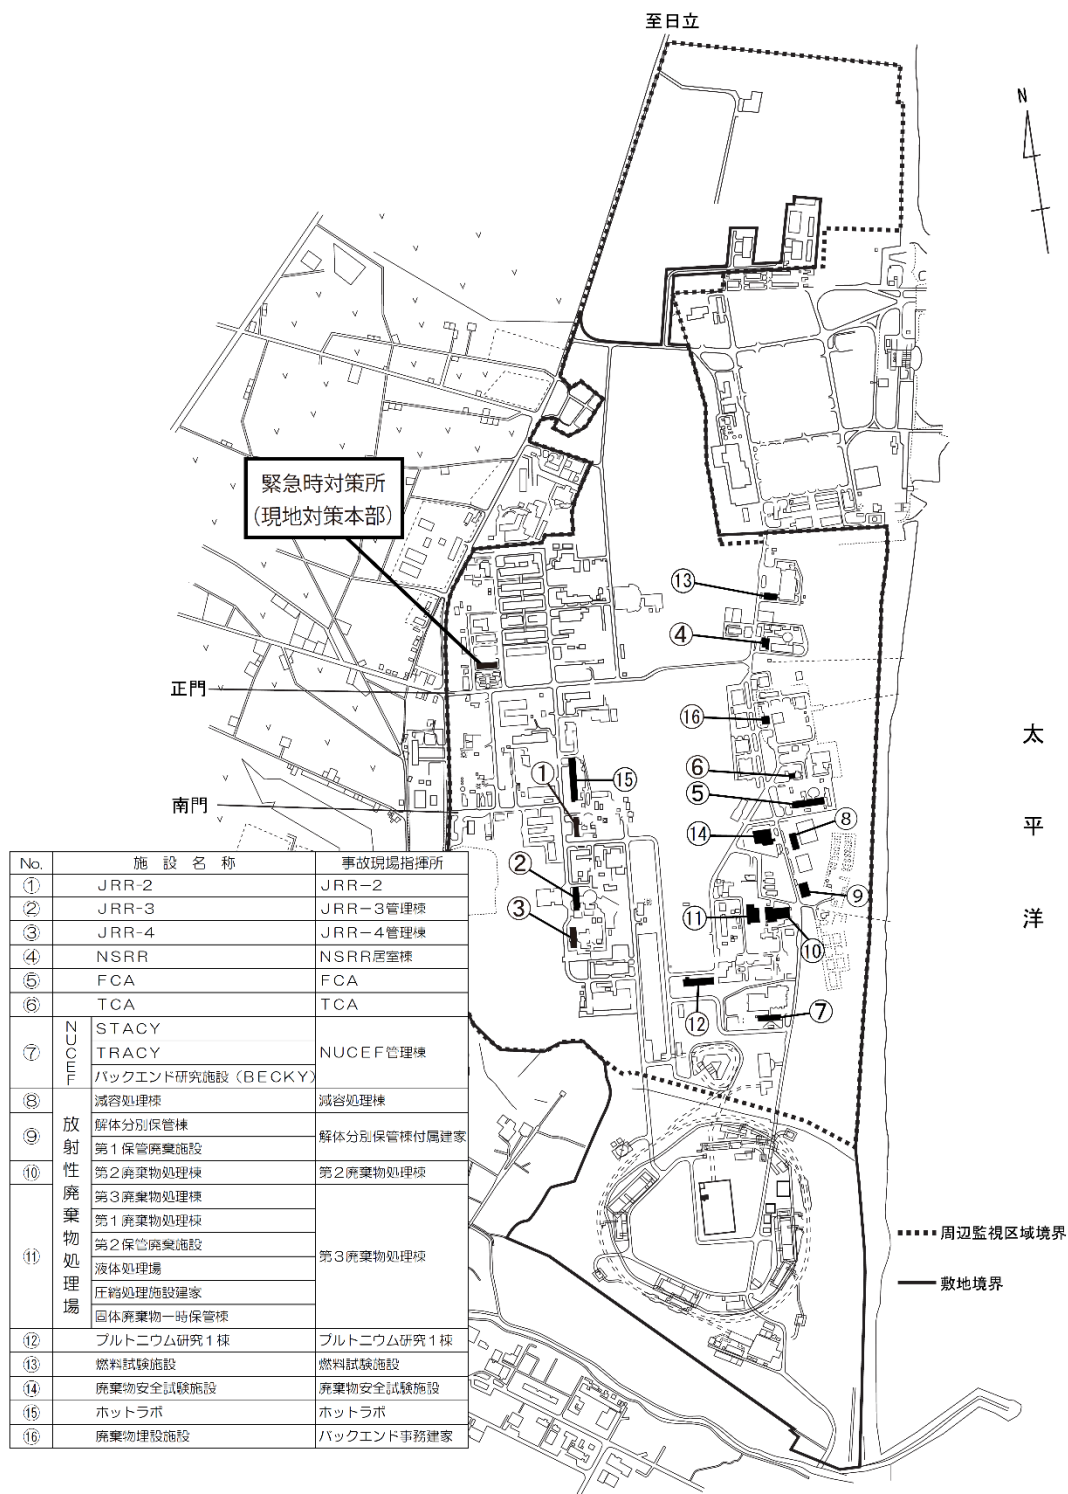 至日立
N
緊急時対策所
（現地対策本部）
⑬
④
正門
⑯
太平洋
⑥
①
⑮
⑤
南門
⑧
⑭
②
⑨
⑪
③
⑩
⑫
⑦
No. 施設名称 事故現場指揮所
① JRR-2 JRR－2
② JRR-3 JRR－3管理棟
③ JRR-4 JRR－4管理棟
④ NSRR NSRR居室棟
⑤ FCA FCA
⑥ TCA TCA
⑦ NUCEF STACY NUCEF管理棟
TRACY
バックエンド研究施設（BECKY）
放射性廃棄物処理場
⑧ 減容処理棟 減容処理棟
⑨ 解体分別保管棟 解体分別保管棟付属建家
第1保管廃棄施設
⑩ 第2廃棄物処理棟 第2廃棄物処理棟
⑪ 第3廃棄物処理棟 第3廃棄物処理棟
第1廃棄物処理棟
第2保管廃棄施設
液体処理場
圧縮処理施設建家
固体廃棄物一時保管棟
⑫ プルトニウム研究1棟 プルトニウム研究1棟
⑬ 燃料試験施設 燃料試験施設
⑭ 廃棄物安全試験施設 廃棄物安全試験施設
⑮ ホットラボ ホットラボ
⑯ 廃棄物埋設施設 バックエンド事務建家
周辺監視区域境界
敷地境界